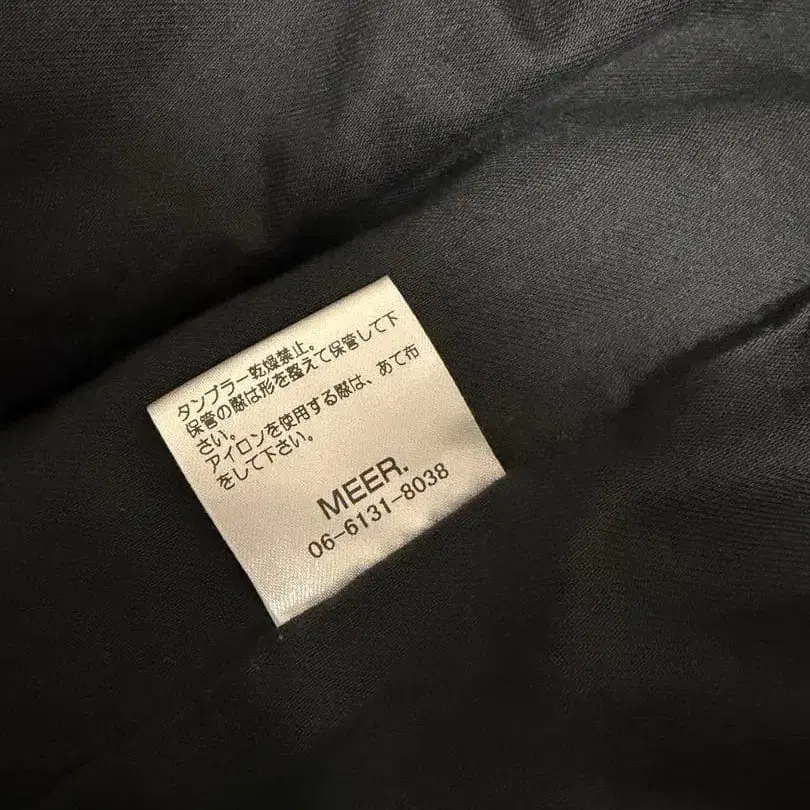 タンブラー乾燥禁止。
保管の際は形を整えて保管して下
さい。
アイロンを使用する際は、あて布
をして下さい。
MEER.
06-6131-8038